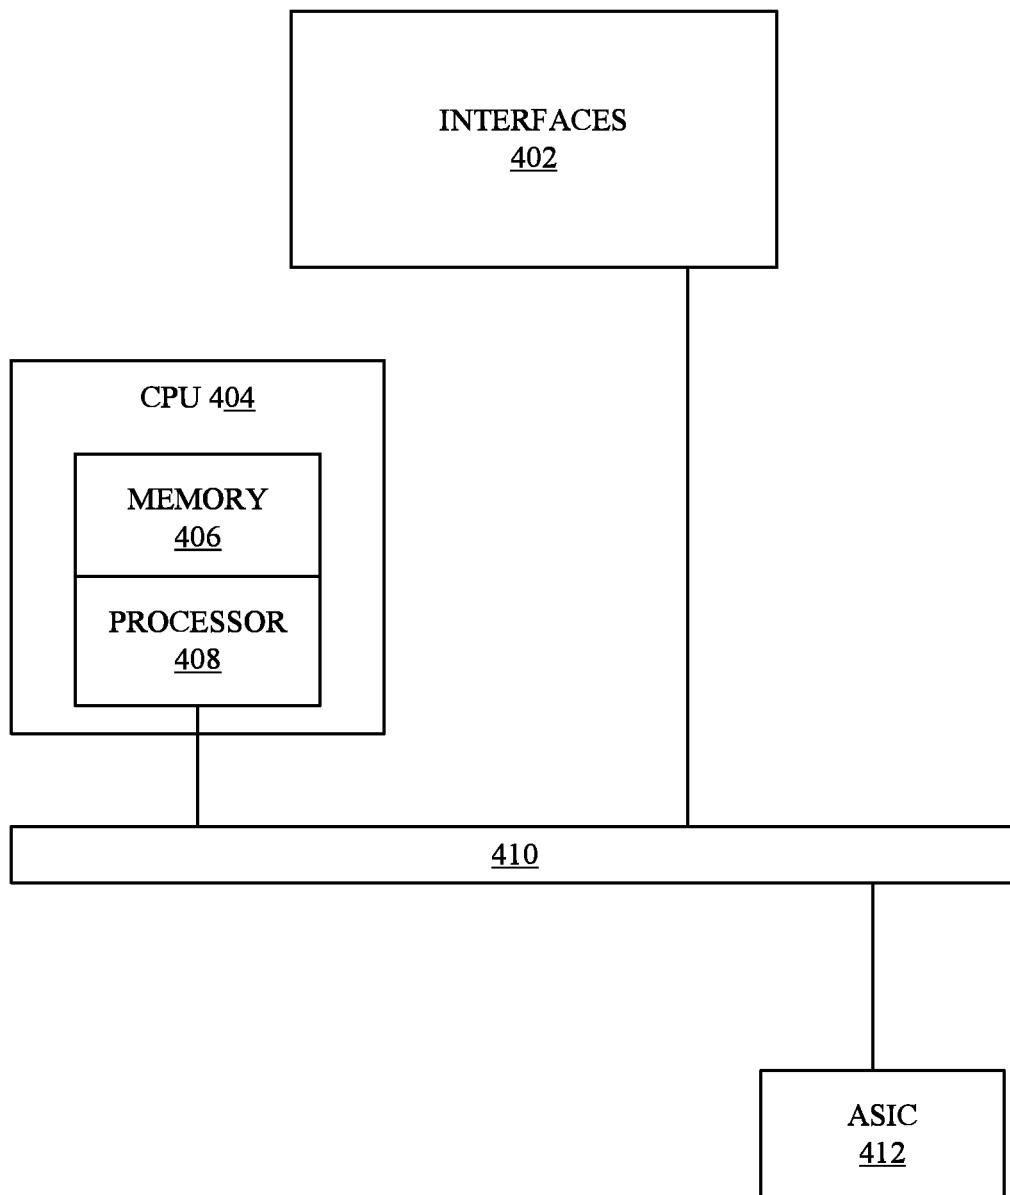 INTERFACES
402
CPU 404
MEMORY
406
PROCESSOR
408
410
ASIC
412